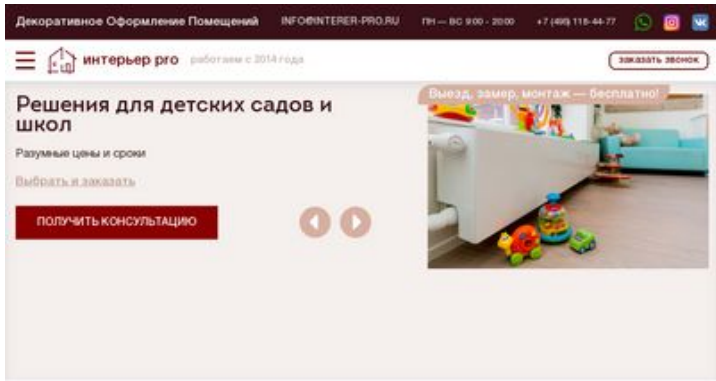 Декоративное Оформление Помещений
INFO@INTERER-PRO.RU
ПН — ВС 9:00 - 20:00
+7 (495) 118-44-77
интерьер pro
работаем с 2014 года
заказать звонок
Решения для детских садов и
школ
Выезд, замер, монтаж — бесплатно!
Разумные цены и сроки
Выбрать и заказать
ПОЛУЧИТЬ КОНСУЛЬТАЦИЮ